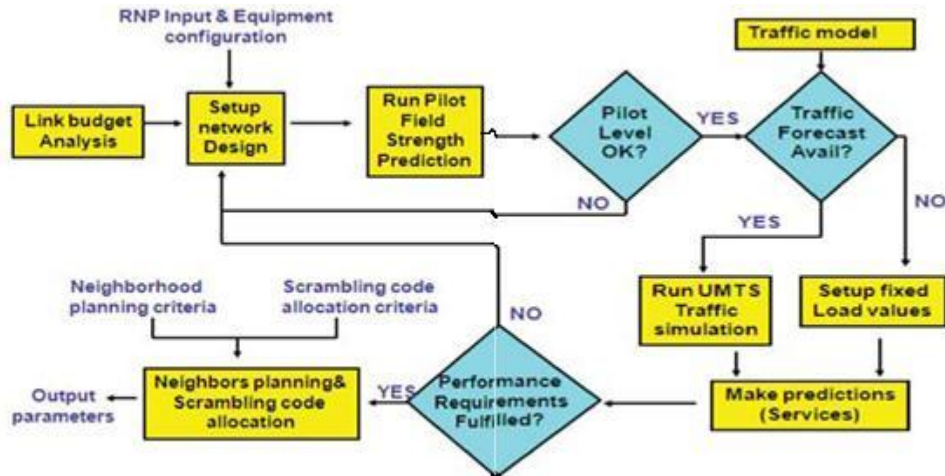 RNP Input & Equipment
configuration
Traffic model
Link budget
Analysis
Setup
network
Design
Run Pilot
Field
Strength
Prediction
Pilot
Level
OK?
YES
Traffic
Forecast
Avail?
NO
NO
YES
Neighborhood
planning criteria
Scrambling code
allocation criteria
Run UMTS
Traffic
simulation
Setup fixed
Load values
NO
Output
parameters
Neighbors planning&
Scrambling code
allocation
YES
Performance
Requirements
Fulfilled?
Make predictions
(Services)